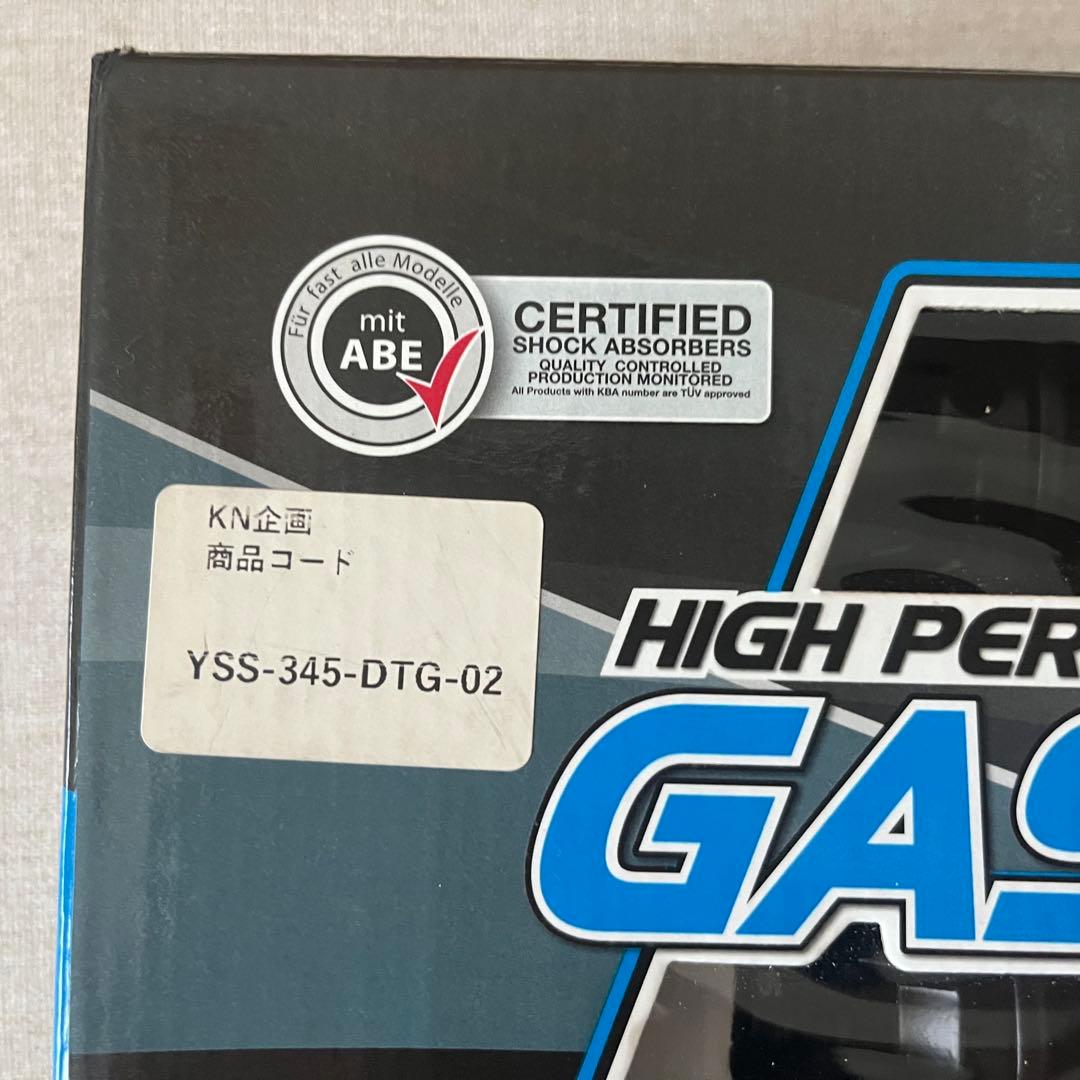 Für fast alle Modelle
mit
ABE
CERTIFIED
SHOCK ABSORBERS
QUALITY CONTROLLED
PRODUCTION MONITORED
All Products with KBA number are TÜV approved
KN企画
商品コード
YSS-345-DTG-02
HIGH PER
GAS